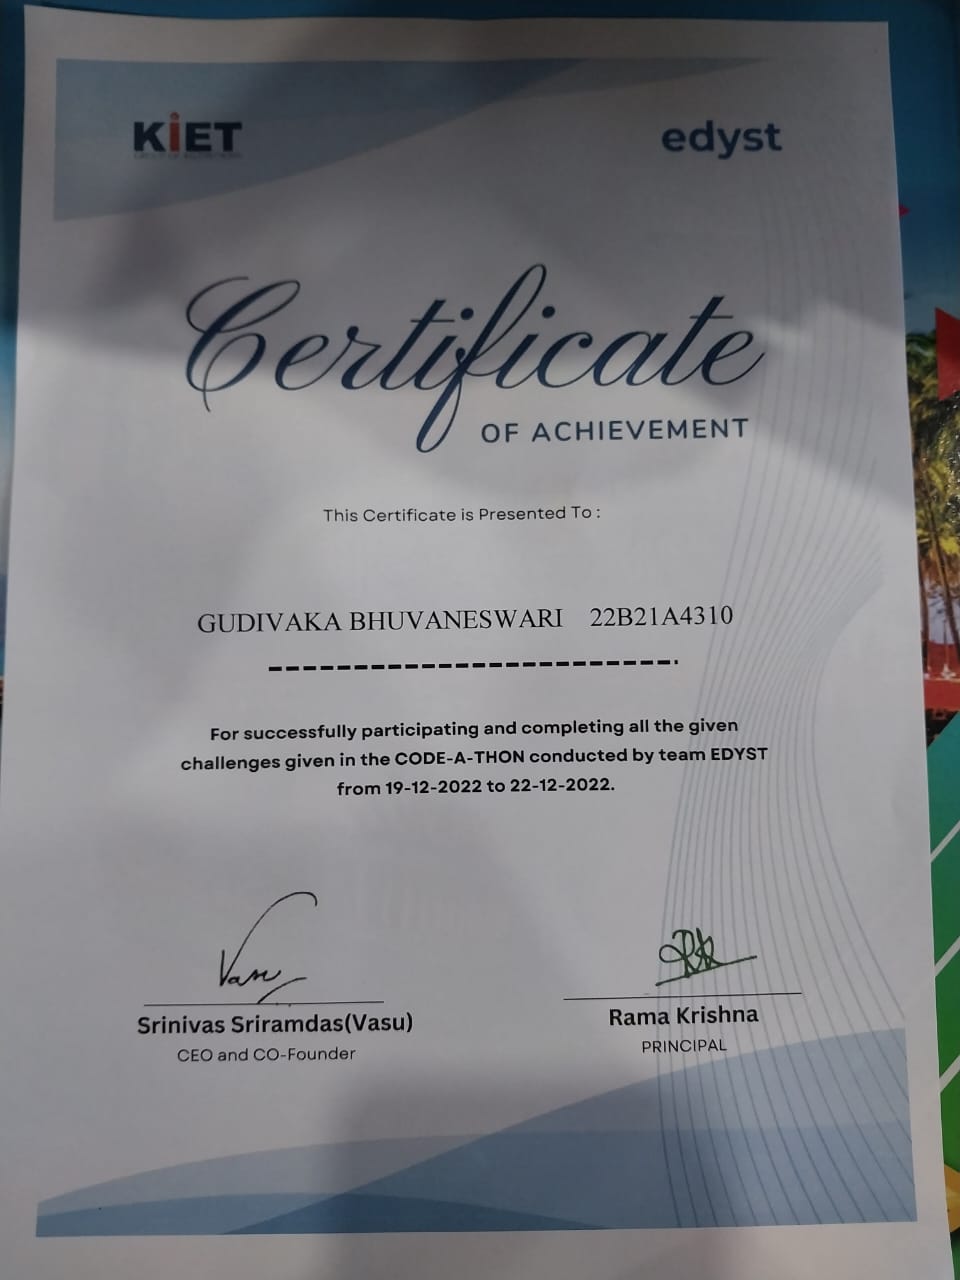 KiET
edyst
Certificate
OF ACHIEVEMENT
This Certificate is Presented To :
GUDIVAKA BHUVANESWARI 22B21A4310
For successfully participating and completing all the given
challenges given in the CODE-A-THON conducted by team EDYST
from 19-12-2022 to 22-12-2022.
Vasu
Srinivas Sriramdas(Vasu)
CEO and CO-Founder
Rama Krishna
PRINCIPAL